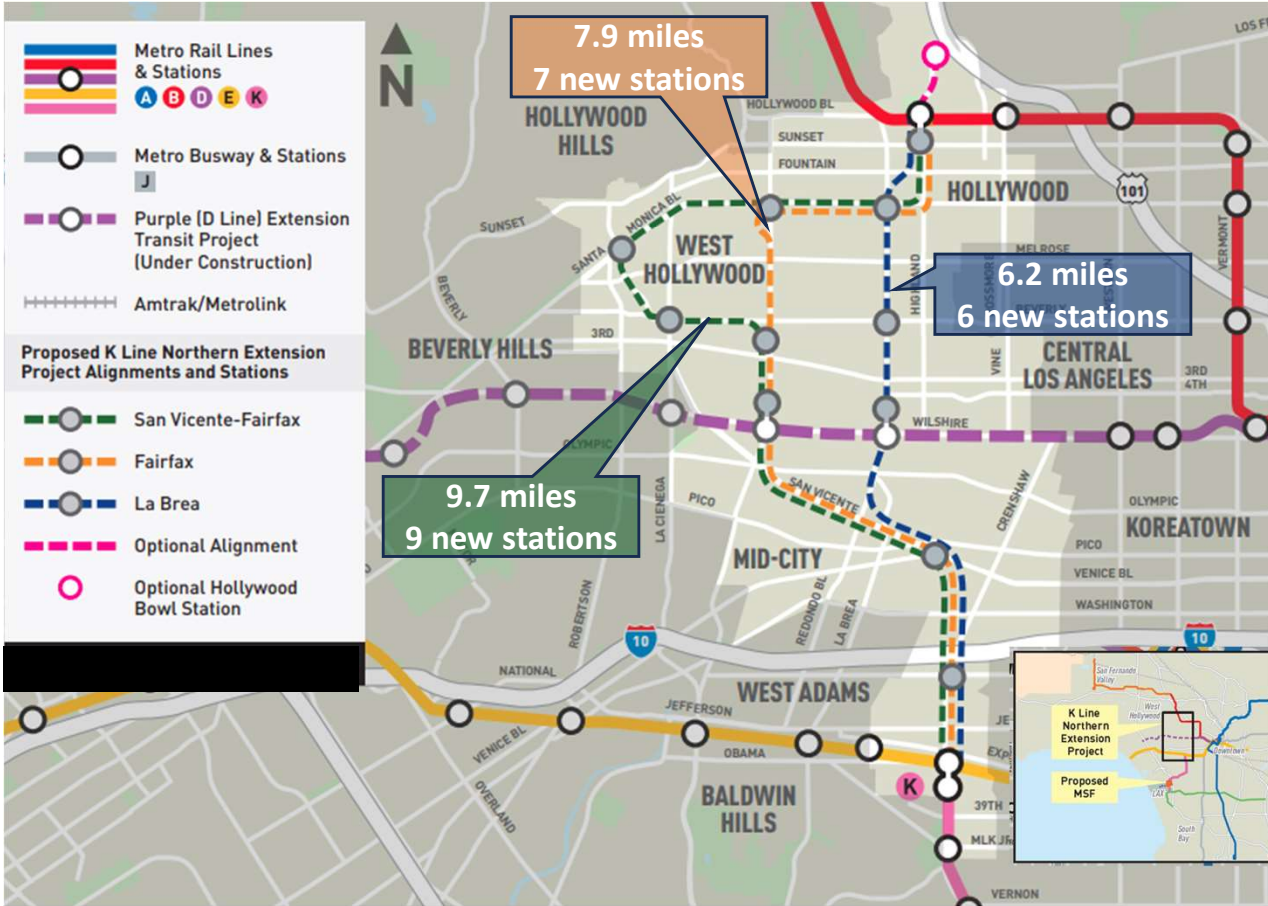 Metro Rail Lines
& Stations
A B D E K
Metro Busway & Stations
J
Purple (D Line) Extension
Transit Project
(Under Construction)
Amtrak/Metrolink
Proposed K Line Northern Extension
Project Alignments and Stations
San Vicente-Fairfax
Fairfax
La Brea
Optional Alignment
Optional Hollywood
Bowl Station
N
7.9 miles
7 new stations
6.2 miles
6 new stations
9.7 miles
9 new stations
HOLLYWOOD
HILLS
HOLLYWOOD BL
SUNSET
FOUNTAIN
HOLLYWOOD
101
VERMONT
SUNSET
SANTA MONICA BL
WEST
HOLLYWOOD
MELROSE
HIGHLAND
BEVERLY
BEVERLY HILLS
3RD
VINE
CENTRAL
LOS ANGELES
3RD
4TH
WILSHIRE
OLYMPIC
LA CIENEGA
PICO
SAN VICENTE
CRENSHAW
OLYMPIC
KOREATOWN
MID-CITY
PICO
VENICE BL
WASHINGTON
ROBERTSON
REDONDO BL
LA BREA
10
10
NATIONAL
WEST ADAMS
JEFFERSON
VENICE BL
OBAMA
OVERLAND
BALDWIN
HILLS
K
39TH
VERNON
San Fernando
Valley
West
Hollywood
K Line
Northern
Extension
Project
Downtown
Proposed
MSF
LAX
South
Bay